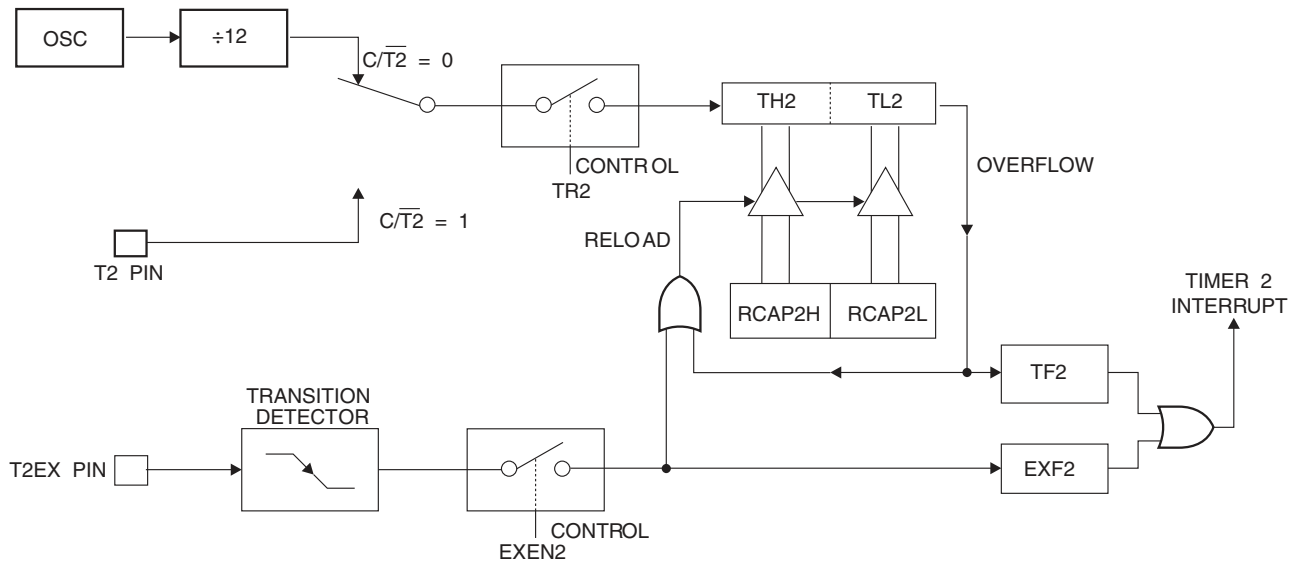 OSC
÷12
C/T2̅ = 0
TH2
TL2
CONTROL
TR2
OVERFLOW
C/T2̅ = 1
T2 PIN
RELOAD
RCAP2H
RCAP2L
TIMER 2
INTERRUPT
TF2
TRANSITION
DETECTOR
T2EX PIN
EXF2
CONTROL
EXEN2